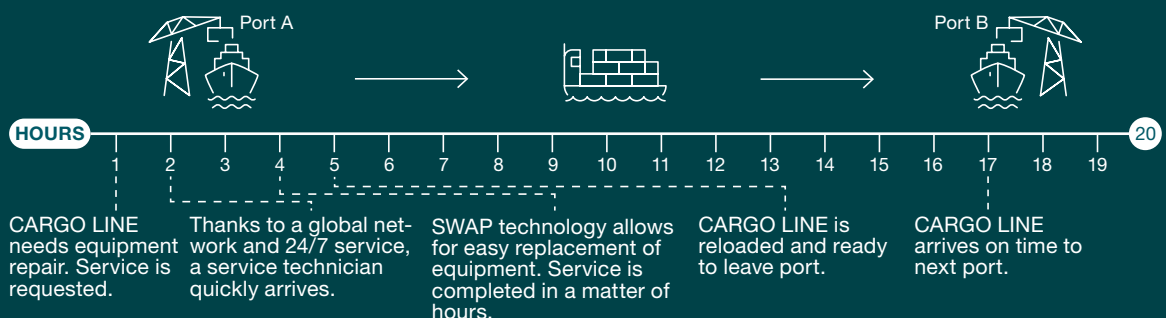 Port A
Port B
HOURS
1 2 3 4 5 6 7 8 9 10 11 12 13 14 15 16 17 18 19 20
CARGO LINE
needs equipment
repair. Service is
requested.
Thanks to a global net-
work and 24/7 service,
a service technician
quickly arrives.
SWAP technology allows
for easy replacement of
equipment. Service is
completed in a matter of
hours.
CARGO LINE is
reloaded and ready
to leave port.
CARGO LINE
arrives on time to
next port.